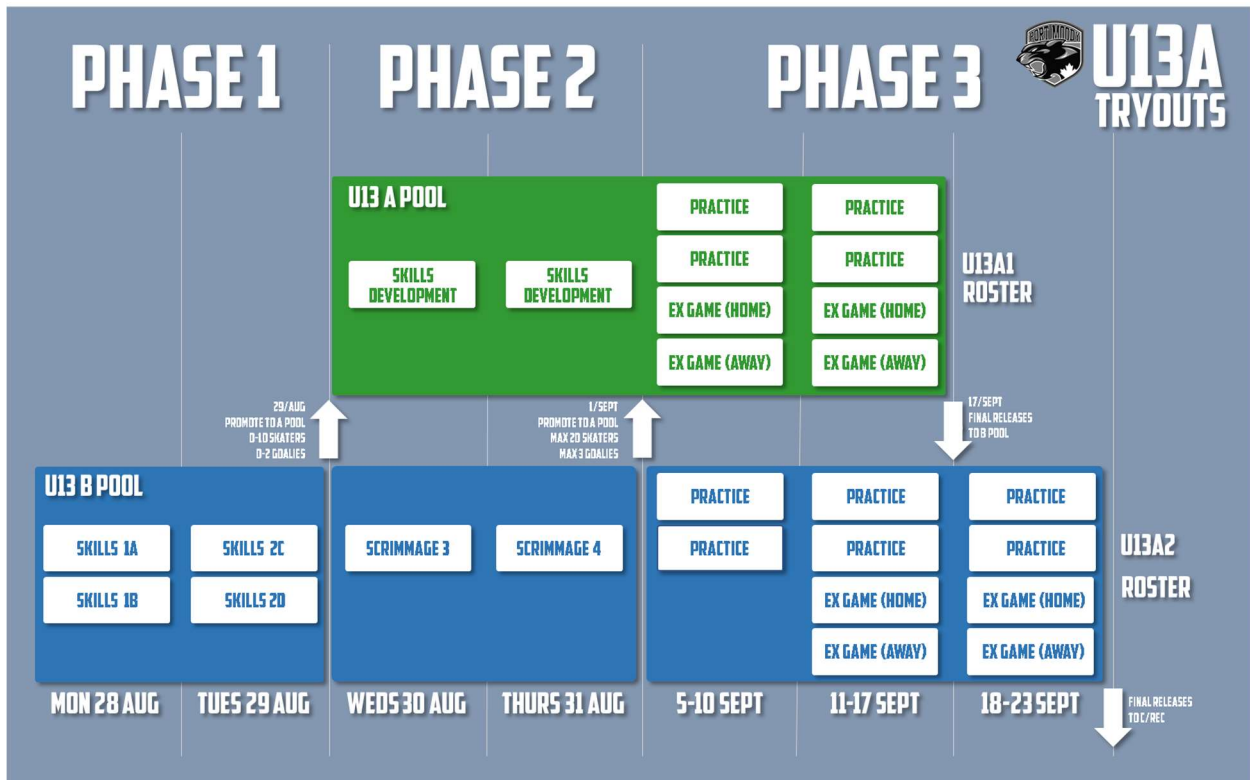 PHASE 1
PHASE 2
PHASE 3
PORT MOODY
U13A
TRYOUTS
U13 A POOL
SKILLS
DEVELOPMENT
SKILLS
DEVELOPMENT
PRACTICE
PRACTICE
EX GAME (HOME)
EX GAME (AWAY)
PRACTICE
PRACTICE
EX GAME (HOME)
EX GAME (AWAY)
U13A1
ROSTER
29/AUG
PROMOTE TO A POOL
0-10 SKATERS
0-2 GOALIES
1/SEPT
PROMOTE TO A POOL
MAX 20 SKATERS
MAX 3 GOALIES
17/SEPT
FINAL RELEASES
TO B POOL
U13 B POOL
SKILLS 1A
SKILLS 1B
SKILLS 2C
SKILLS 2D
SCRIMMAGE 3
SCRIMMAGE 4
PRACTICE
PRACTICE
PRACTICE
PRACTICE
EX GAME (HOME)
EX GAME (AWAY)
PRACTICE
PRACTICE
EX GAME (HOME)
EX GAME (AWAY)
U13A2
ROSTER
MON 28 AUG
TUES 29 AUG
WEDS 30 AUG
THURS 31 AUG
5-10 SEPT
11-17 SEPT
18-23 SEPT
FINAL RELEASES
TO C/REC